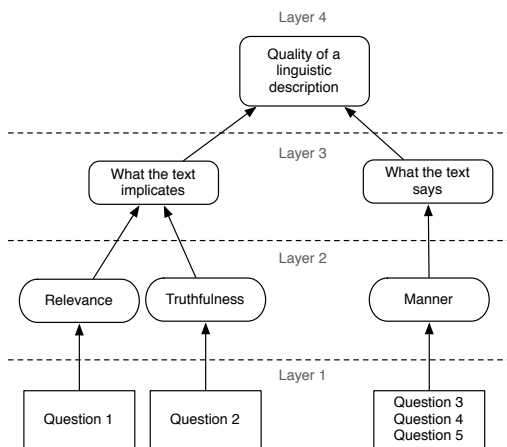 Layer 4
Quality of a
linguistic
description
Layer 3
What the text
implicates
What the text
says
Layer 2
Relevance
Truthfulness
Manner
Layer 1
Question 1
Question 2
Question 3
Question 4
Question 5